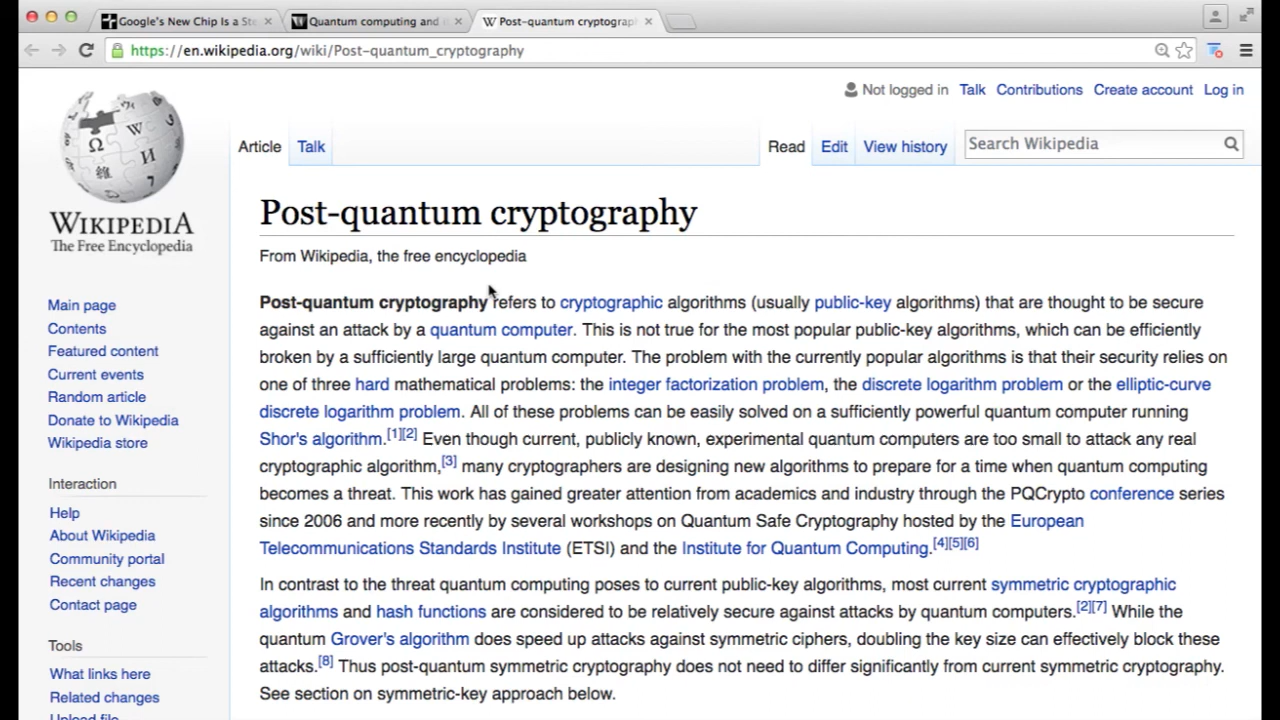 Google's New Chip Is a Ste
Quantum computing and
Post-quantum cryptograp
https://en.wikipedia.org/wiki/Post-quantum_cryptography
Not logged in Talk Contributions Create account Log in
Article Talk Read Edit View history Search Wikipedia
WIKIPEDIA
The Free Encyclopedia
Main page
Contents
Featured content
Current events
Random article
Donate to Wikipedia
Wikipedia store
Interaction
Help
About Wikipedia
Community portal
Recent changes
Contact page
Tools
What links here
Related changes
Upload file
Post-quantum cryptography
From Wikipedia, the free encyclopedia
Post-quantum cryptography refers to cryptographic algorithms (usually public-key algorithms) that are thought to be secure
against an attack by a quantum computer. This is not true for the most popular public-key algorithms, which can be efficiently
broken by a sufficiently large quantum computer. The problem with the currently popular algorithms is that their security relies on
one of three hard mathematical problems: the integer factorization problem, the discrete logarithm problem or the elliptic-curve
discrete logarithm problem. All of these problems can be easily solved on a sufficiently powerful quantum computer running
Shor's algorithm.[1][2] Even though current, publicly known, experimental quantum computers are too small to attack any real
cryptographic algorithm,[3] many cryptographers are designing new algorithms to prepare for a time when quantum computing
becomes a threat. This work has gained greater attention from academics and industry through the PQCrypto conference series
since 2006 and more recently by several workshops on Quantum Safe Cryptography hosted by the European
Telecommunications Standards Institute (ETSI) and the Institute for Quantum Computing.[4][5][6]
In contrast to the threat quantum computing poses to current public-key algorithms, most current symmetric cryptographic
algorithms and hash functions are considered to be relatively secure against attacks by quantum computers.[2][7] While the
quantum Grover's algorithm does speed up attacks against symmetric ciphers, doubling the key size can effectively block these
attacks.[8] Thus post-quantum symmetric cryptography does not need to differ significantly from current symmetric cryptography.
See section on symmetric-key approach below.